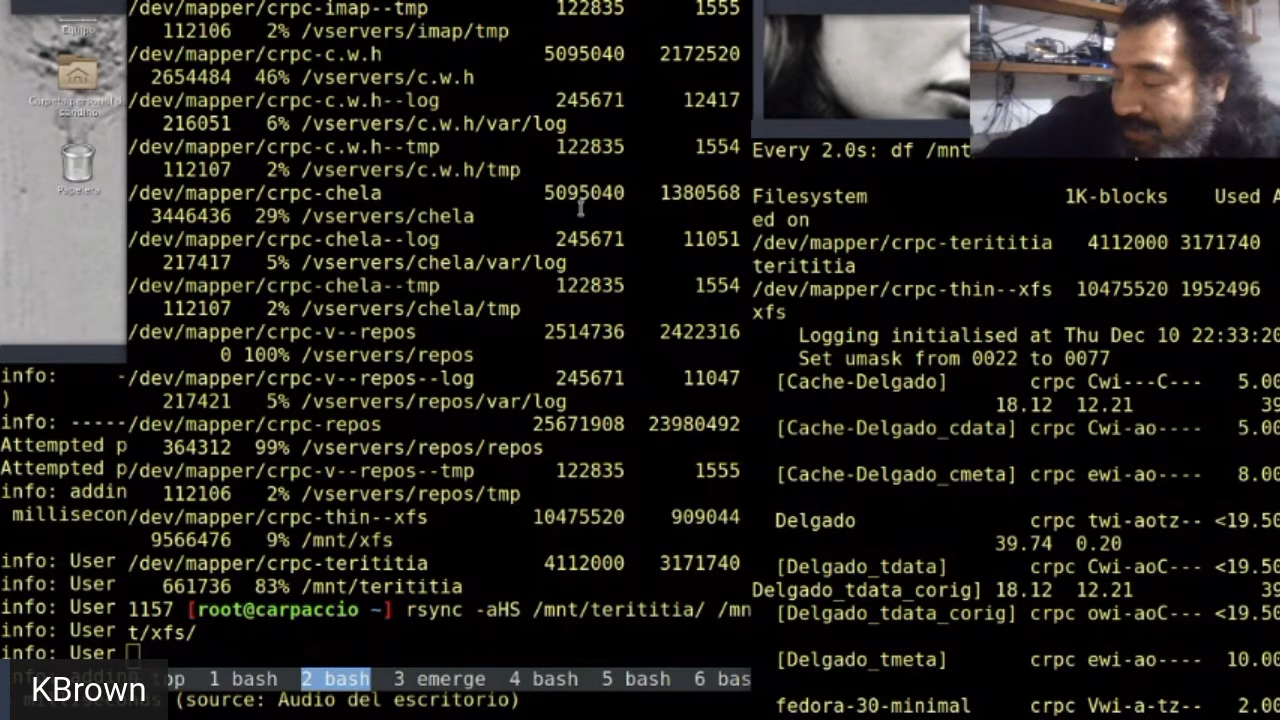 Equipo
Carpeta personal de
sandino
Papelera
/dev/mapper/crpc-imap--tmp 122835 1555
112106 2% /vservers/imap/tmp
/dev/mapper/crpc-c.w.h 5095040 2172520
2654484 46% /vservers/c.w.h
/dev/mapper/crpc-c.w.h--log 245671 12417
216051 6% /vservers/c.w.h/var/log
/dev/mapper/crpc-c.w.h--tmp 122835 1554
112107 2% /vservers/c.w.h/tmp
/dev/mapper/crpc-chela 5095040 1380568
3446436 29% /vservers/chela
/dev/mapper/crpc-chela--log 245671 11051
217417 5% /vservers/chela/var/log
/dev/mapper/crpc-chela--tmp 122835 1554
112107 2% /vservers/chela/tmp
/dev/mapper/crpc-v--repos 2514736 2422316
0 100% /vservers/repos
/dev/mapper/crpc-v--repos--log 245671 11047
217421 5% /vservers/repos/var/log
/dev/mapper/crpc-repos 25671908 23980492
364312 99% /vservers/repos/repos
/dev/mapper/crpc-v--repos--tmp 122835 1555
112106 2% /vservers/repos/tmp
/dev/mapper/crpc-thin--xfs 10475520 909044
9566476 9% /mnt/xfs
/dev/mapper/crpc-terititia 4112000 3171740
661736 83% /mnt/terititia
1157 [root@carpaccio ~] rsync -aHS /mnt/terititia/ /mn
t/xfs/
info: -
)
info: -----
Attempted p
Attempted p
info: addin
millisecon
info: User
info: User
info: User
info: User
info: User
op 1 bash 2 bash 3 emerge 4 bash 5 bash 6 bas
(source: Audio del escritorio)
KBrown
Every 2.0s: df /mnt
Filesystem 1K-blocks Used A
ed on
/dev/mapper/crpc-terititia 4112000 3171740
terititia
/dev/mapper/crpc-thin--xfs 10475520 1952496
xfs
Logging initialised at Thu Dec 10 22:33:20
Set umask from 0022 to 0077
[Cache-Delgado] crpc Cwi---C--- 5.00
18.12 12.21 39
[Cache-Delgado_cdata] crpc Cwi-ao---- 5.00
[Cache-Delgado_cmeta] crpc ewi-ao---- 8.00
Delgado crpc twi-aotz-- <19.50
39.74 0.20
[Delgado_tdata] crpc Cwi-aoC--- <19.50
Delgado_tdata_corig] 18.12 12.21 39
[Delgado_tdata_corig] crpc owi-aoC--- <19.50
[Delgado_tmeta] crpc ewi-ao---- 10.00
fedora-30-minimal crpc Vwi-a-tz-- 2.00